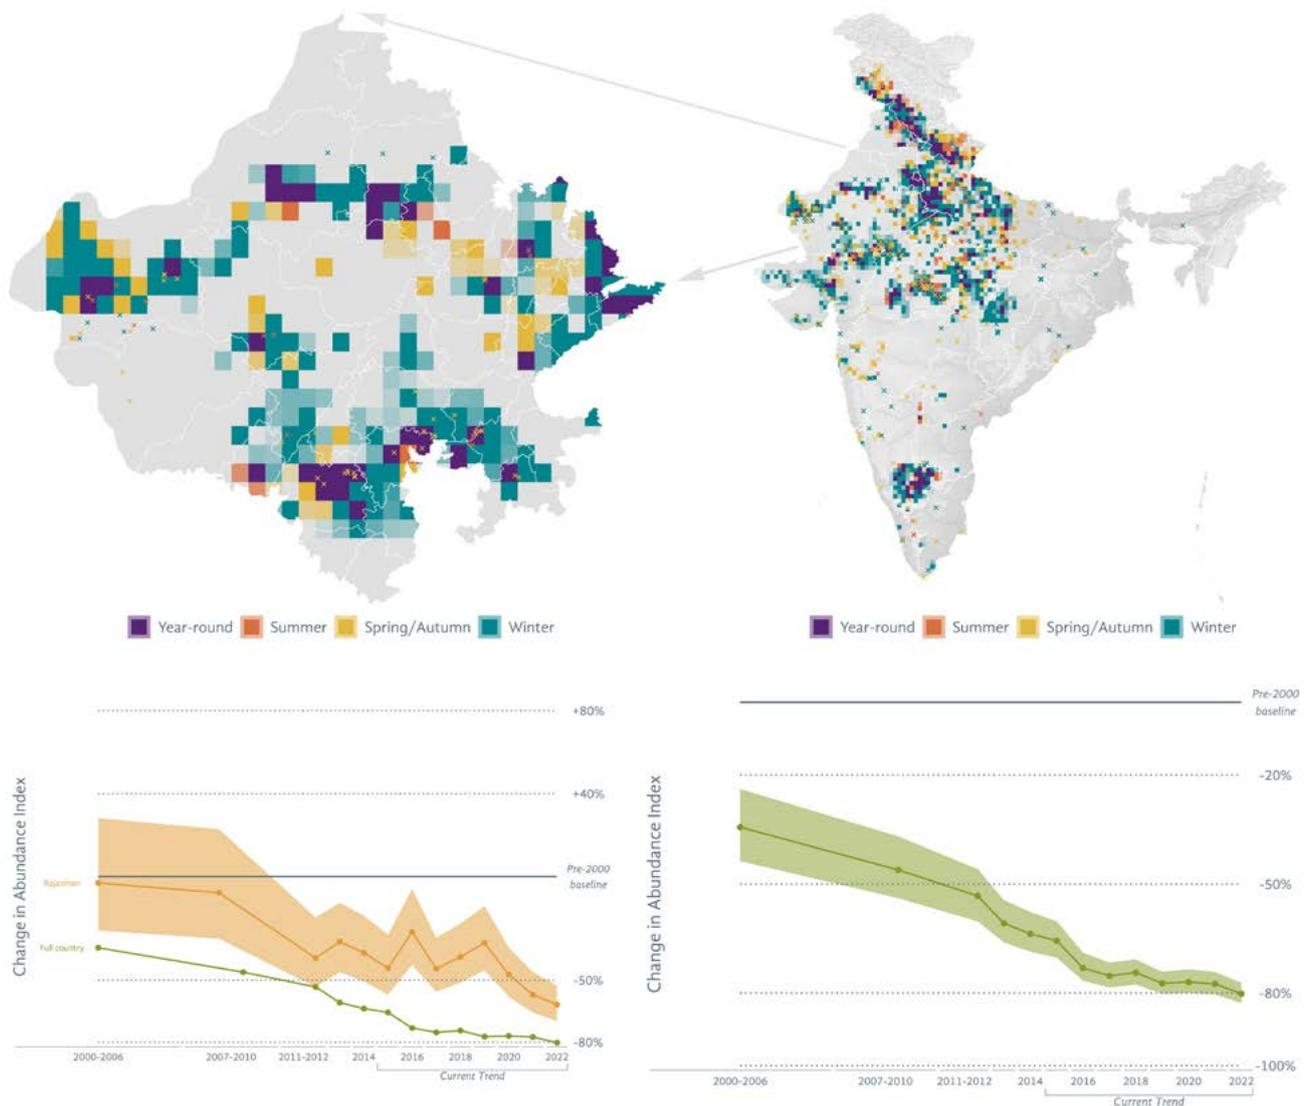 Year-round Summer Spring/Autumn Winter
Year-round Summer Spring/Autumn Winter
Change in Abundance Index
+80%
+40%
Pre-2000
baseline
Rajasthan
Full country
-50%
-80%
2000-2006 2007-2010 2011-2012 2014 2016 2018 2020 2022
Current Trend
Change in Abundance Index
Pre-2000
baseline
-20%
-50%
-80%
-100%
2000-2006 2007-2010 2011-2012 2014 2016 2018 2020 2022
Current Trend